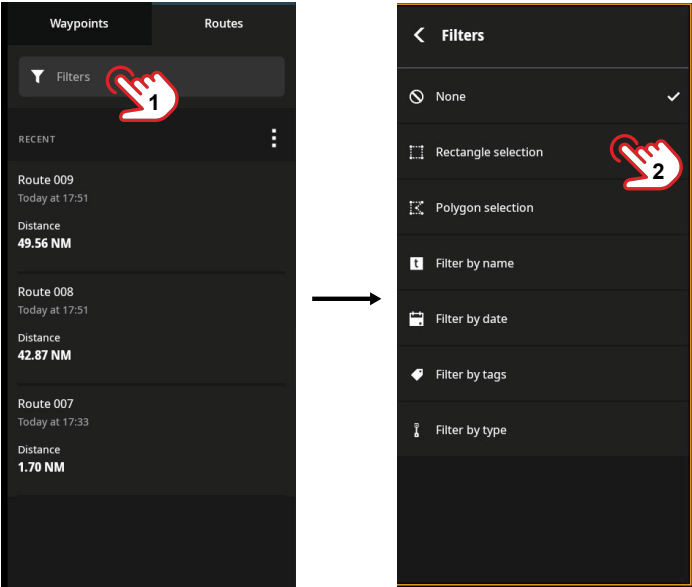 Waypoints Routes
Filters
1
RECENT
Route 009
Today at 17:51
Distance
49.56 NM
Route 008
Today at 17:51
Distance
42.87 NM
Route 007
Today at 17:33
Distance
1.70 NM
Filters
None
Rectangle selection
2
Polygon selection
t Filter by name
Filter by date
Filter by tags
Filter by type